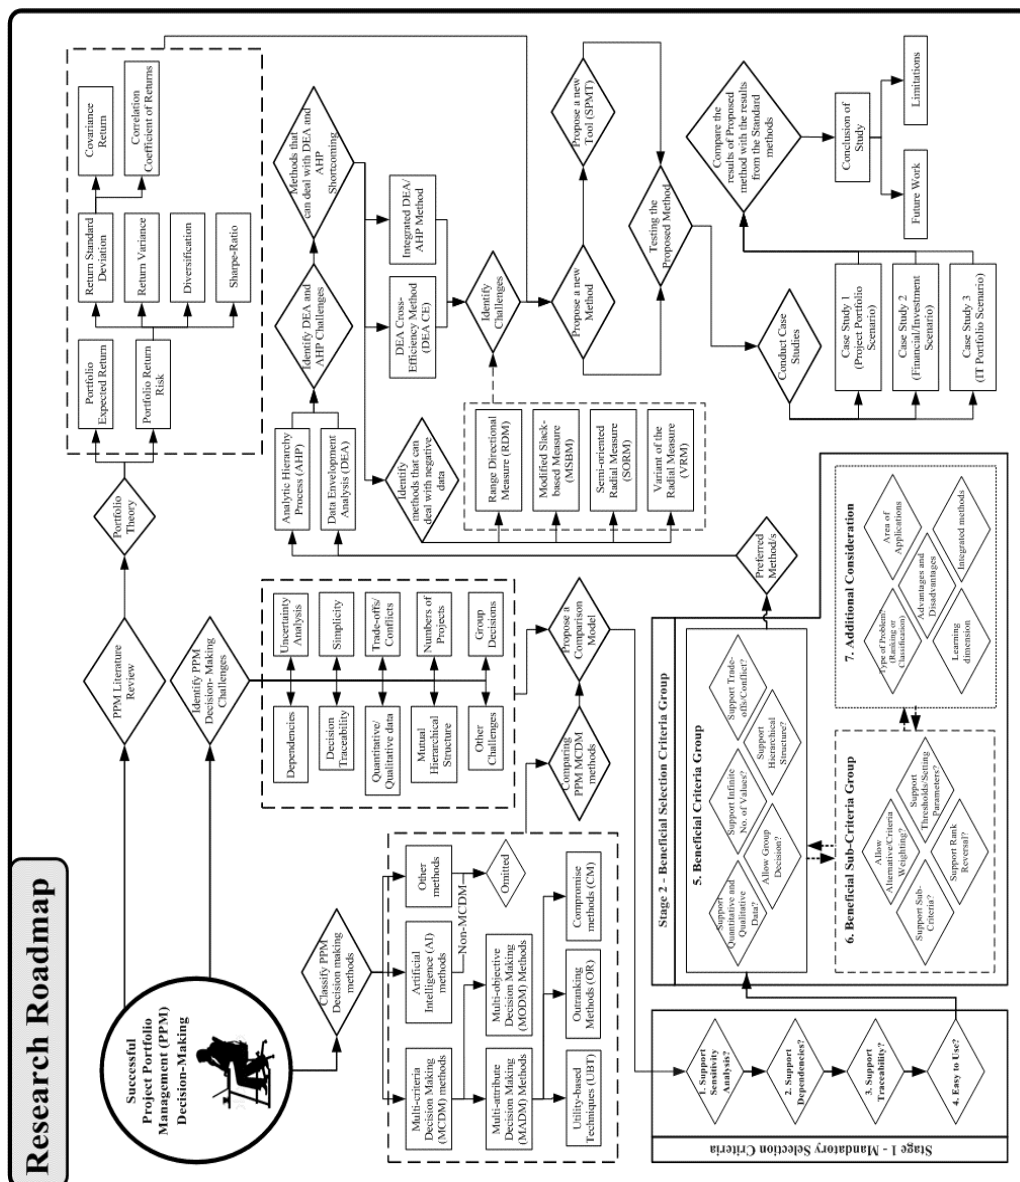 Research Roadmap
Successful
Project Portfolio
Management (PPM)
Decision-Making
PPM Literature
Review
Portfolio
Theory
Portfolio
Expected Return
Portfolio Return
Risk
Return Standard
Deviation
Return Variance
Diversification
Sharpe-Ratio
Covariance
Return
Correlation
Coefficient of Returns
Identify PPM
Decision- Making
Challenges
Dependencies
Uncertainty
Analysis
Decision
Traceability
Simplicity
Quantitative/
Qualitative data
Trade-offs/
Conflicts
Mutual
Hierarchical
Structure
Numbers of
Projects
Other
Challenges
Group
Decisions
Classify PPM
Decision making
methods
Multi-criteria
Decision Making
(MCDM) methods
Artificial
Intelligence (AI)
methods
Other
methods
Non-MCDM
Omitted
Multi-attribute
Decision Making
(MADM) Methods
Multi-objective
Decision Making
(MODM) Methods
Utility-based
Techniques (UBT)
Outranking
Methods (OR)
Compromise
methods (CM)
Comparing
PPM MCDM
methods
Propose a
Comparison
Model
Stage 1 - Mandatory Selection Criteria
1. Support
Sensitivity
Analysis?
2. Support
Dependencies?
3. Support
Traceability?
4. Easy to Use?
Stage 2 - Beneficial Selection Criteria Group
5. Beneficial Criteria Group
Support
Quantitative and
Qualitative
Data?
Support Infinite
No. of Values?
Support Trade-
offs/Conflict?
Allow Group
Decision?
Support
Hierarchical
Structure?
6. Beneficial Sub-Criteria Group
Allow
Alternative/Criteria
Weighting?
Support
Thresholds/Setting
Parameters?
Support Sub-
Criteria?
Support Rank
Reversal?
7. Additional Consideration
Type of Problem?
(Ranking or
Classification)
Area of
Applications
Advantages and
Disadvantages
Learning
dimension
Integrated methods
Preferred
Method/s
Analytic Hierarchy
Process (AHP)
Data Envelopment
Analysis (DEA)
Identify DEA and
AHP Challenges
Methods that
can deal with DEA and
AHP
Shortcoming
Identify
methods that can
deal with negative
data
DEA Cross-
Efficiency Method
(DEA CE)
Integrated DEA/
AHP Method
Range Directional
Measure (RDM)
Modified Slack-
based Measure
(MSBM)
Semi-oriented
Radial Measure
(SORM)
Variant of the
Radial Measure
(VRM)
Identify
Challenges
Propose a new
Method
Propose a new
Tool (SPMT)
Testing the
Proposed Method
Conduct Case
Studies
Case Study 1
(Project Portfolio
Scenario)
Case Study 2
(Financial/Investment
Scenario)
Case Study 3
(IT Portfolio Scenario)
Compare the
results of Proposed
method with the results
from the Standard
methods
Conclusion of
Study
Future Work
Limitations